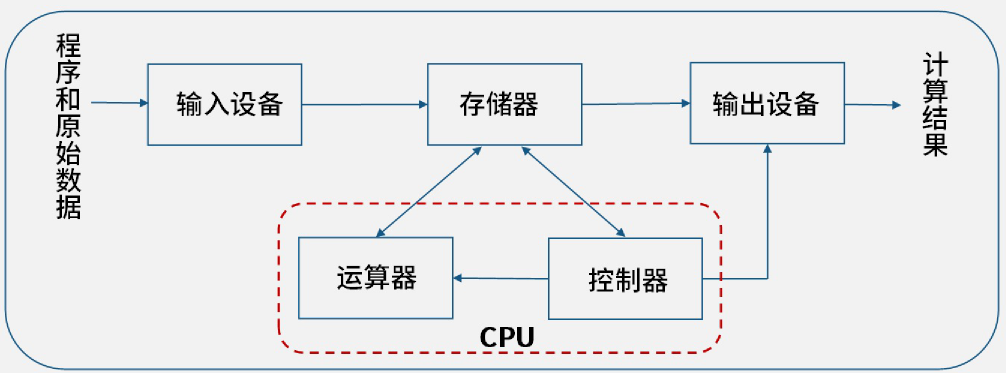 程序和原始数据
输入设备
存储器
输出设备
计算结果
运算器
控制器
CPU